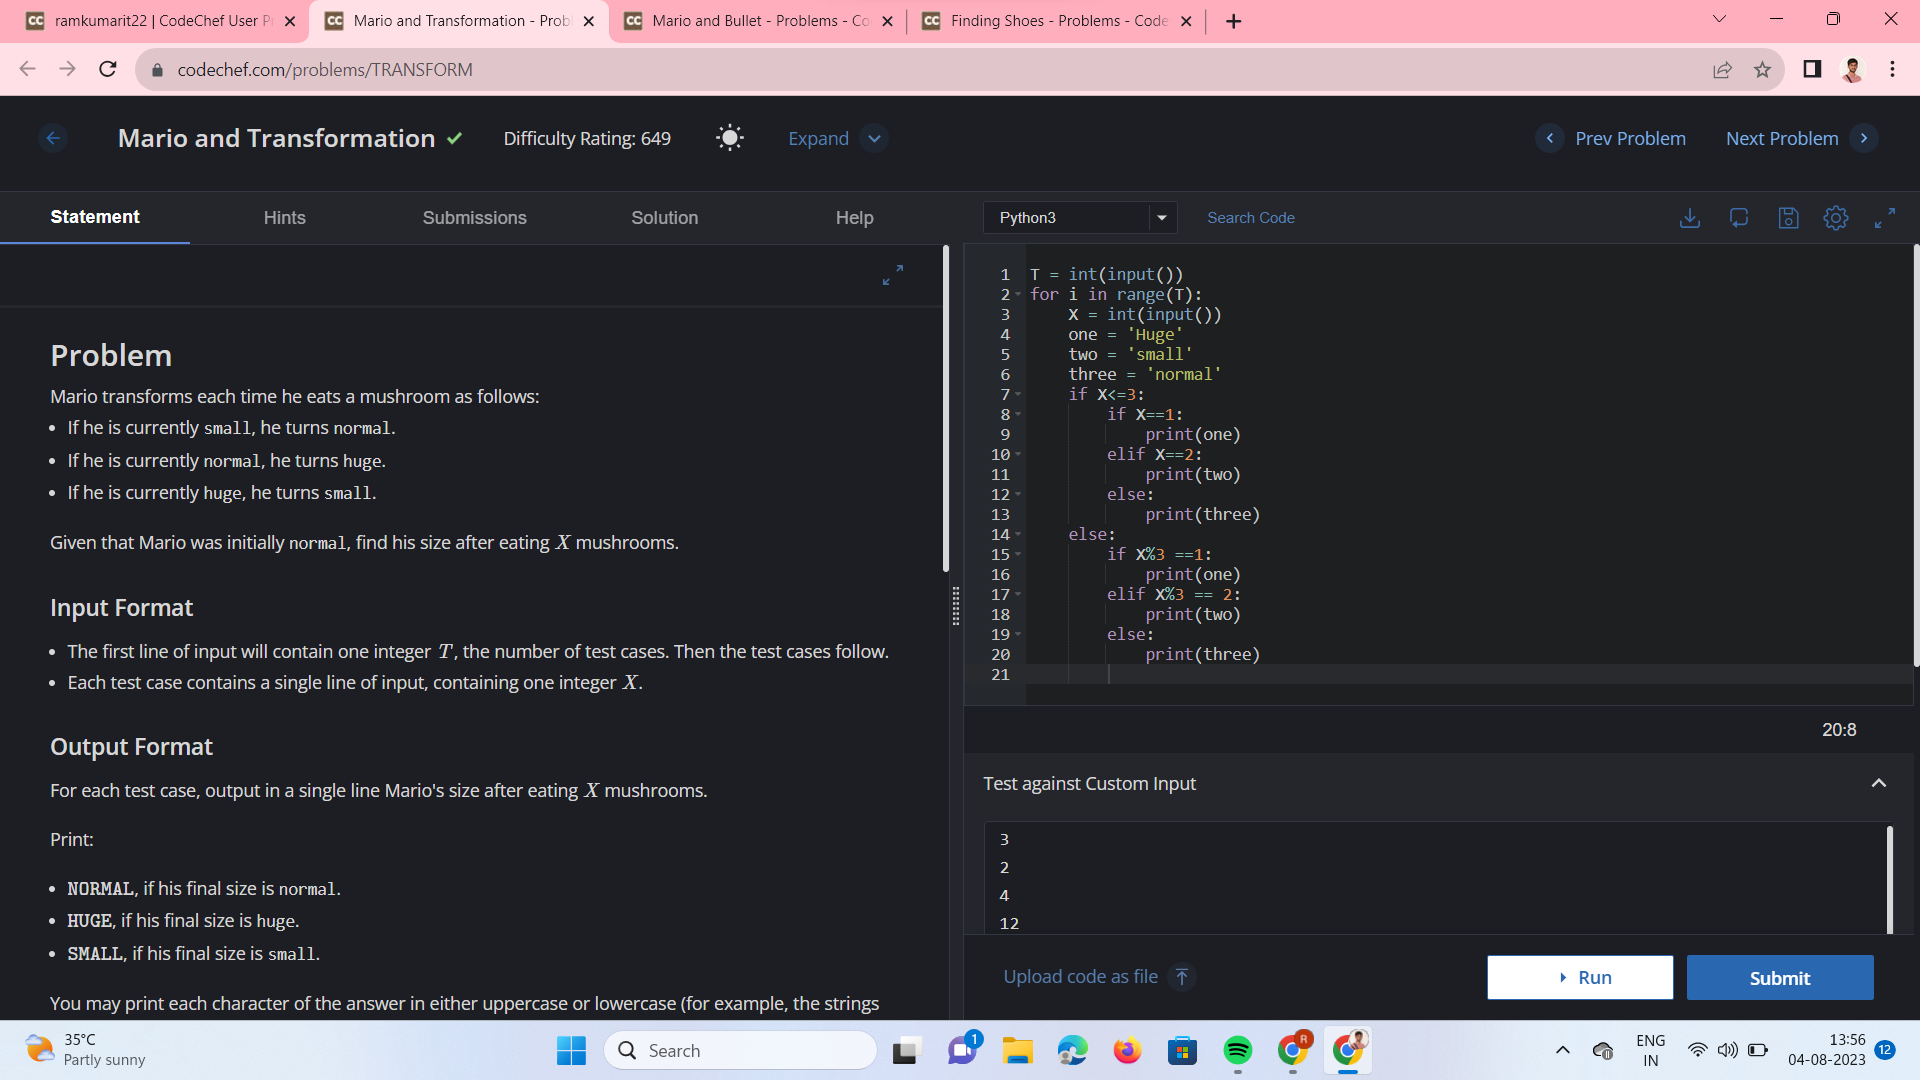 ramkumarit22 | CodeChef User P
Mario and Transformation - Prob
Mario and Bullet - Problems - Co
Finding Shoes - Problems - Code
codechef.com/problems/TRANSFORM
Mario and Transformation
Difficulty Rating: 649
Expand
Prev Problem
Next Problem
Statement
Hints
Submissions
Solution
Help
Problem
Mario transforms each time he eats a mushroom as follows:
• If he is currently small, he turns normal.
• If he is currently normal, he turns huge.
• If he is currently huge, he turns small.
Given that Mario was initially normal, find his size after eating X mushrooms.
Input Format
• The first line of input will contain one integer T, the number of test cases. Then the test cases follow.
• Each test case contains a single line of input, containing one integer X.
Output Format
For each test case, output in a single line Mario's size after eating X mushrooms.
Print:
• NORMAL, if his final size is normal.
• HUGE, if his final size is huge.
• SMALL, if his final size is small.
You may print each character of the answer in either uppercase or lowercase (for example, the strings
Python3
Search Code
1 T = int(input())
2 for i in range(T):
3     X = int(input())
4     one = 'Huge'
5     two = 'small'
6     three = 'normal'
7     if X<=3:
8         if X==1:
9             print(one)
10         elif X==2:
11             print(two)
12         else:
13             print(three)
14     else:
15         if X%3 ==1:
16             print(one)
17         elif X%3 == 2:
18             print(two)
19         else:
20             print(three)
21
20:8
Test against Custom Input
3
2
4
12
Upload code as file
Run
Submit
35°C
Partly sunny
Search
1
R
ENG
IN
13:56
04-08-2023
12